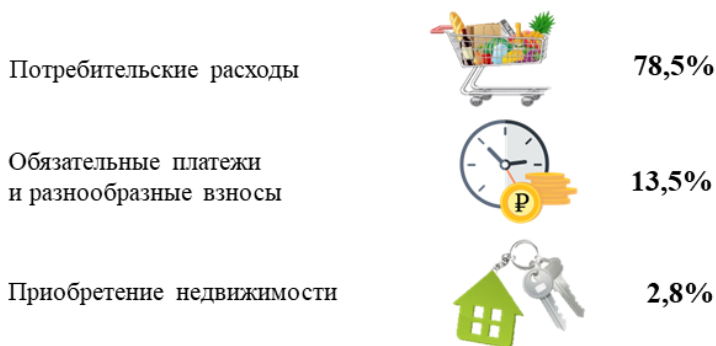 Потребительские расходы 78,5%
Обязательные платежи
и разнообразные взносы 13,5%
₽
Приобретение недвижимости 2,8%